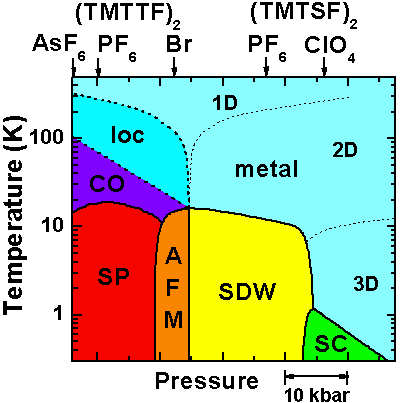 (TMTTF)₂ (TMTSF)₂
AsF₆ PF₆ Br PF₆ ClO₄
1D
loc
100
2D
metal
CO
Temperature (K)
10
A
F
M
SP
SDW
3D
1
SC
Pressure
10 kbar